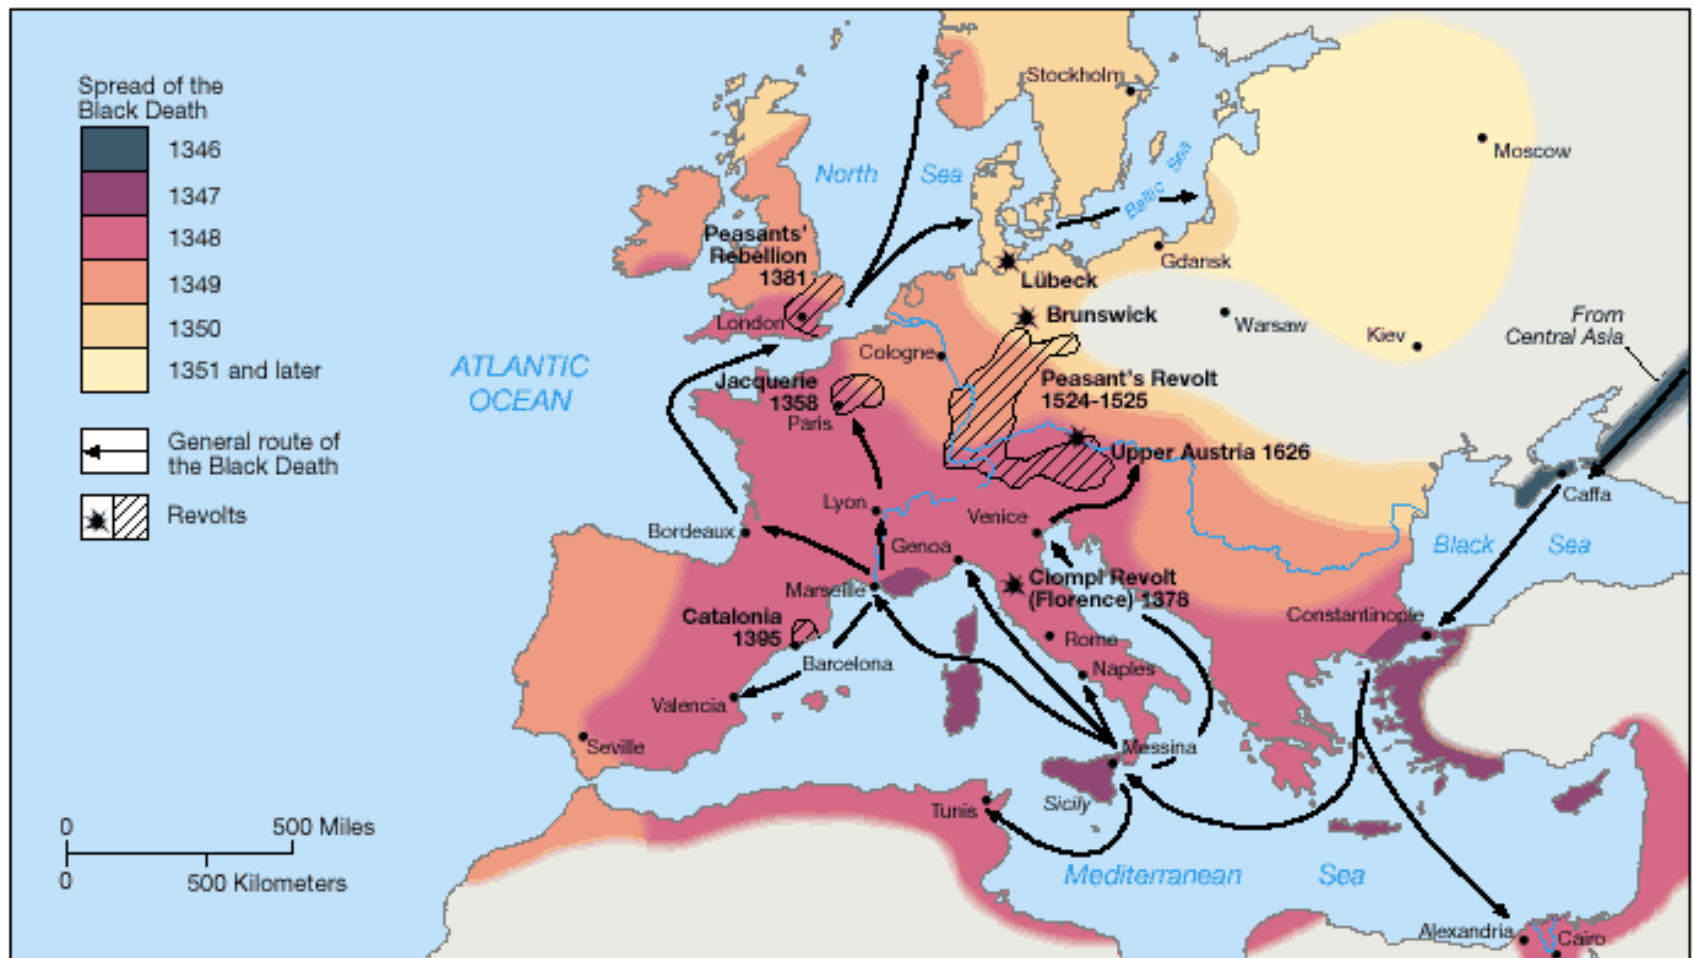 Spread of the
Black Death
1346
1347
1348
1349
1350
1351 and later
General route of
the Black Death
Revolts
0
500 Miles
0
500 Kilometers
ATLANTIC
OCEAN
North Sea
Baltic Sea
Stockholm
Moscow
Peasants'
Rebellion
1381
London
Lübeck
Gdansk
Brunswick
Warsaw
Kiev
From
Central Asia
Cologne
Jacquerie
1358
Paris
Peasant's Revolt
1524-1525
Upper Austria 1626
Caffa
Lyon
Venice
Bordeaux
Genoa
Black Sea
Marseille
Ciompi Revolt
(Florence) 1378
Constantinople
Catalonia
1395
Rome
Barcelona
Naples
Valencia
Seville
Messina
Sicily
Tunis
Mediterranean Sea
Alexandria
Cairo